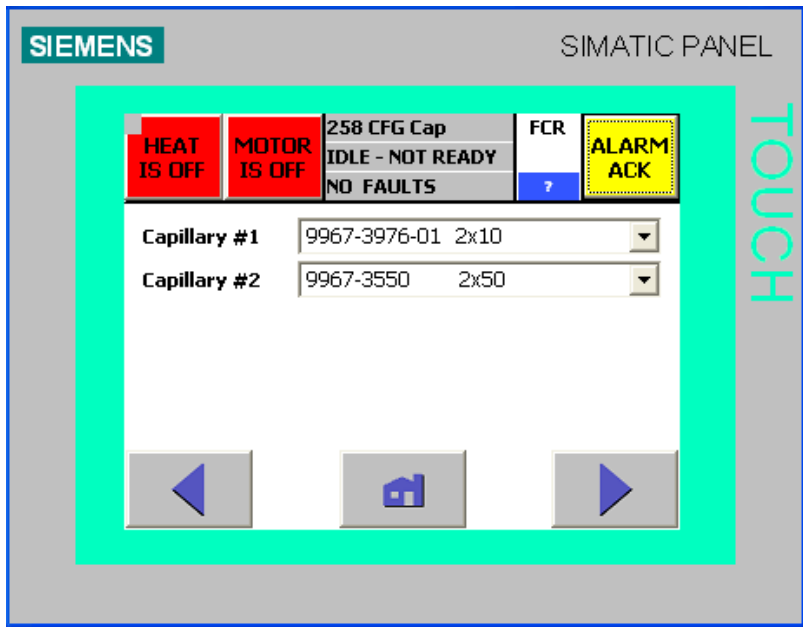 SIEMENS
SIMATIC PANEL
TOUCH
HEAT
IS OFF
MOTOR
IS OFF
258 CFG Cap
IDLE - NOT READY
NO FAULTS
FCR
?
ALARM
ACK
Capillary #1
9967-3976-01 2x10
Capillary #2
9967-3550 2x50